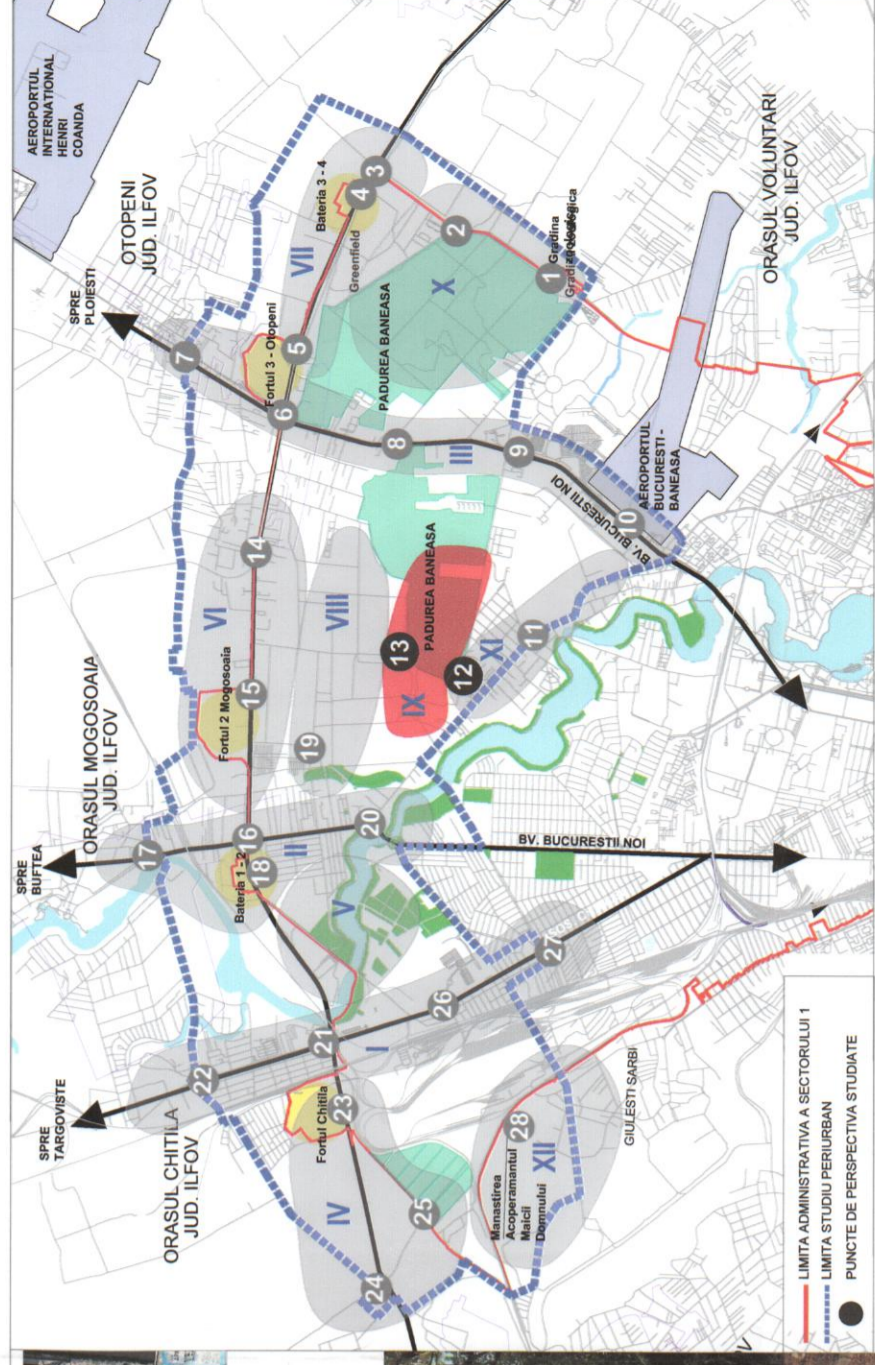 AEROPORTUL
INTERNATIONAL
HENRI
COANDA
OTOPENI
JUD. ILFOV
SPRE
PLOIESTI
ORASUL MOGOSOAIA
JUD. ILFOV
SPRE
BUFTEA
SPRE
TARGOVISTE
ORASUL CHITILA
JUD. ILFOV
ORASUL VOLUNTARI
JUD. ILFOV
7
VII
Bateria 3 - 4
4
3
Greenfield
Fortul 3 - Otopeni
5
6
2
X
PADUREA BANEASA
1
Gradina
8
III
9
BV. BUCURESTII NOI
10
AEROPORTUL
BUCURESTI -
BANEASA
VI
14
VIII
Fortul 2 Mogosoaia
15
19
13
PADUREA BANEASA
IX
12
XI
11
17
16
Bateria 1 - 2
18
II
20
V
BV. BUCURESTII NOI
22
21
I
26
27
Fortul Chitila
23
IV
24
25
Manastirea
Acoperamantul
Maicii
Domnului
28
XII
GIULESTI SARBI
LIMITA ADMINISTRATIVA A SECTORULUI 1
LIMITA STUDIU PERIURBAN
PUNCTE DE PERSPECTIVA STUDIATE